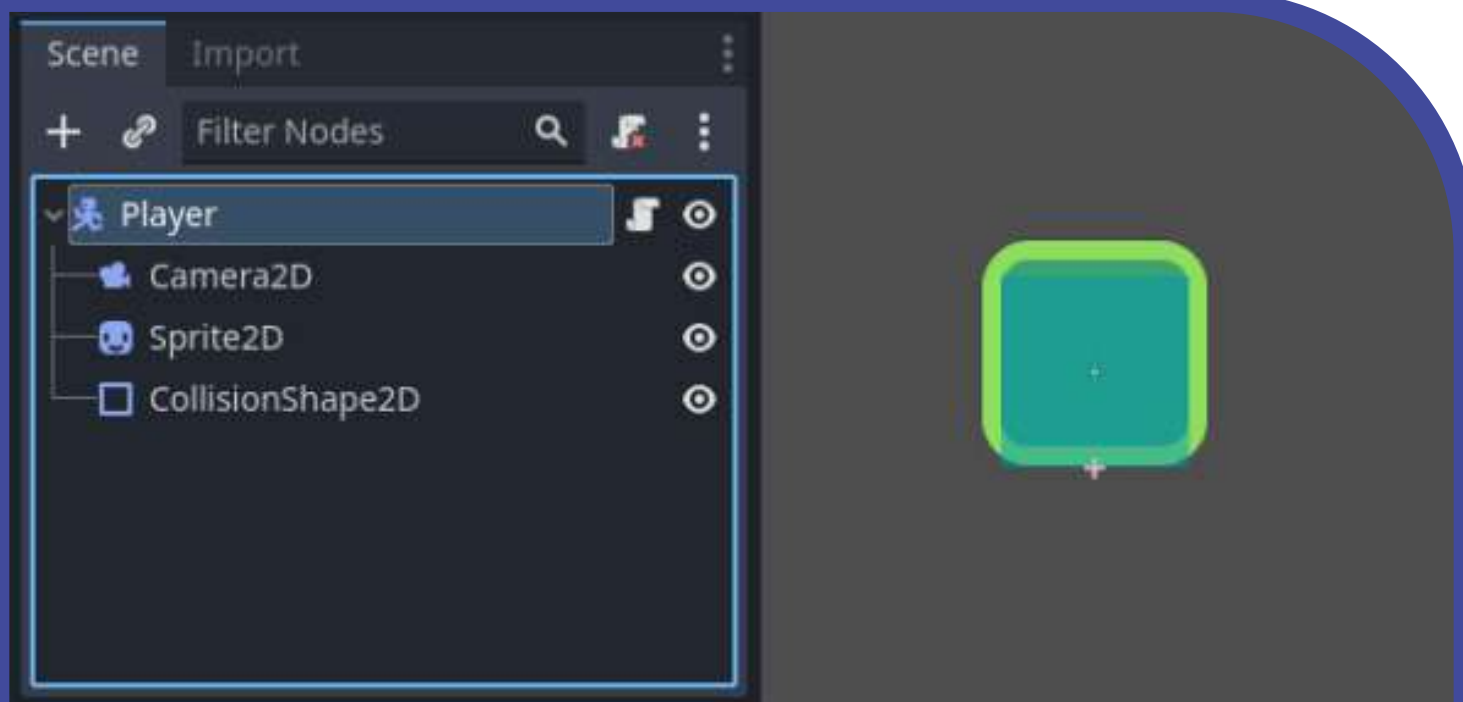 Scene Import
Filter Nodes
Player
Camera2D
Sprite2D
CollisionShape2D